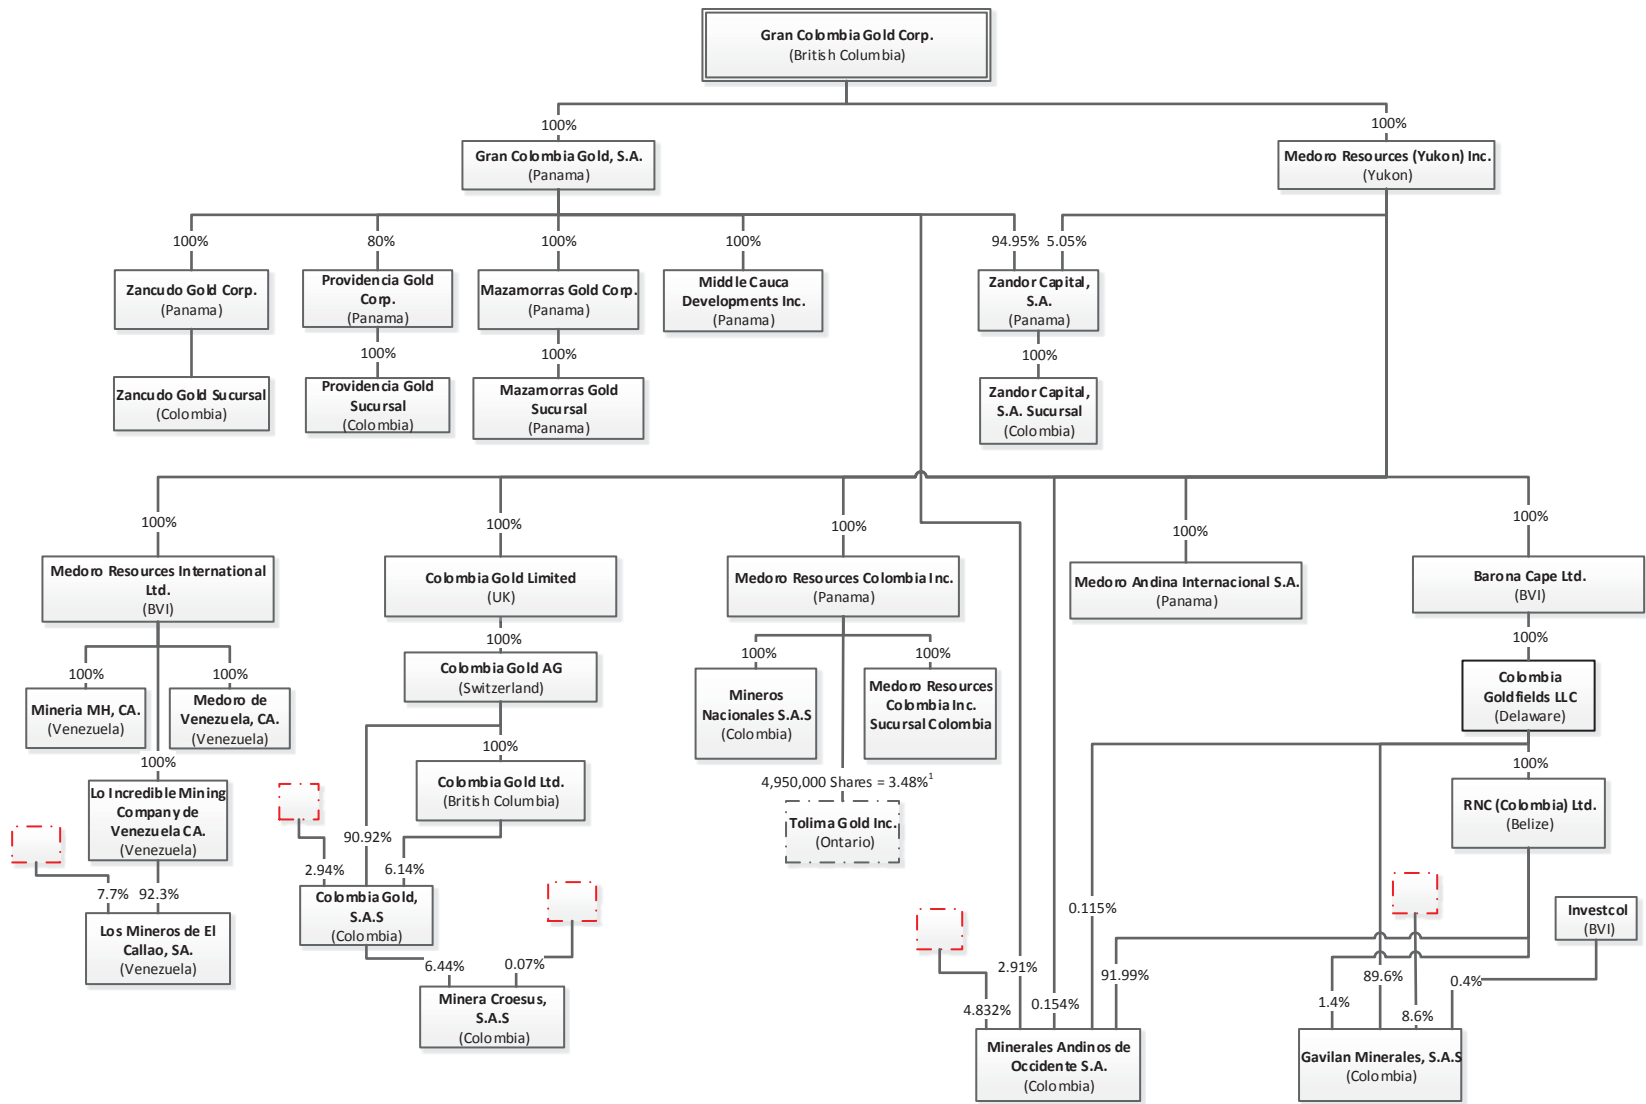 Gran Colombia Gold Corp.
(British Columbia)
100%
100%
Gran Colombia Gold, S.A.
(Panama)
Medoro Resources (Yukon) Inc.
(Yukon)
100%
80%
100%
100%
94.95%
5.05%
Zancudo Gold Corp.
(Panama)
Providencia Gold
Corp.
(Panama)
Mazamorras Gold Corp.
(Panama)
Middle Cauca
Developments Inc.
(Panama)
Zandor Capital,
S.A.
(Panama)
100%
100%
100%
Zancudo Gold Sucursal
(Colombia)
Providencia Gold
Sucursal
(Colombia)
Mazamorras Gold
Sucursal
(Panama)
Zandor Capital,
S.A. Sucursal
(Colombia)
100%
100%
100%
100%
100%
Medoro Resources International
Ltd.
(BVI)
Colombia Gold Limited
(UK)
Medoro Resources Colombia Inc.
(Panama)
Medoro Andina Internacional S.A.
(Panama)
Barona Cape Ltd.
(BVI)
100%
100%
100%
100%
100%
100%
Mineria MH, CA.
(Venezuela)
Medoro de
Venezuela, CA.
(Venezuela)
Colombia Gold AG
(Switzerland)
Mineros
Nacionales S.A.S
(Colombia)
Medoro Resources
Colombia Inc.
Sucursal Colombia
Colombia
Goldfields LLC
(Delaware)
100%
100%
100%
Lo Incredible Mining
Company de
Venezuela CA.
(Venezuela)
Colombia Gold Ltd.
(British Columbia)
4,950,000 Shares = 3.48%¹
Tolima Gold Inc.
(Ontario)
RNC (Colombia) Ltd.
(Belize)
90.92%
2.94%
6.14%
7.7%
92.3%
Los Mineros de El
Callao, SA.
(Venezuela)
Colombia Gold,
S.A.S
(Colombia)
0.115%
Investcol
(BVI)
6.44%
0.07%
2.91%
91.99%
89.6%
0.4%
4.832%
0.154%
1.4%
8.6%
Minera Croesus,
S.A.S
(Colombia)
Minerales Andinos de
Occidente S.A.
(Colombia)
Gavilan Minerales, S.A.S
(Colombia)